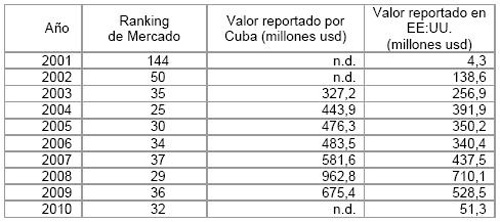 Año Ranking de Mercado Valor reportado por Cuba (millones usd) Valor reportado en EE:UU. (millones usd)
2001 144 n.d. 4,3
2002 50 n.d. 138,6
2003 35 327,2 256,9
2004 25 443,9 391,9
2005 30 476,3 350,2
2006 34 483,5 340,4
2007 37 581,6 437,5
2008 29 962,8 710,1
2009 36 675,4 528,5
2010 32 n.d. 51,3